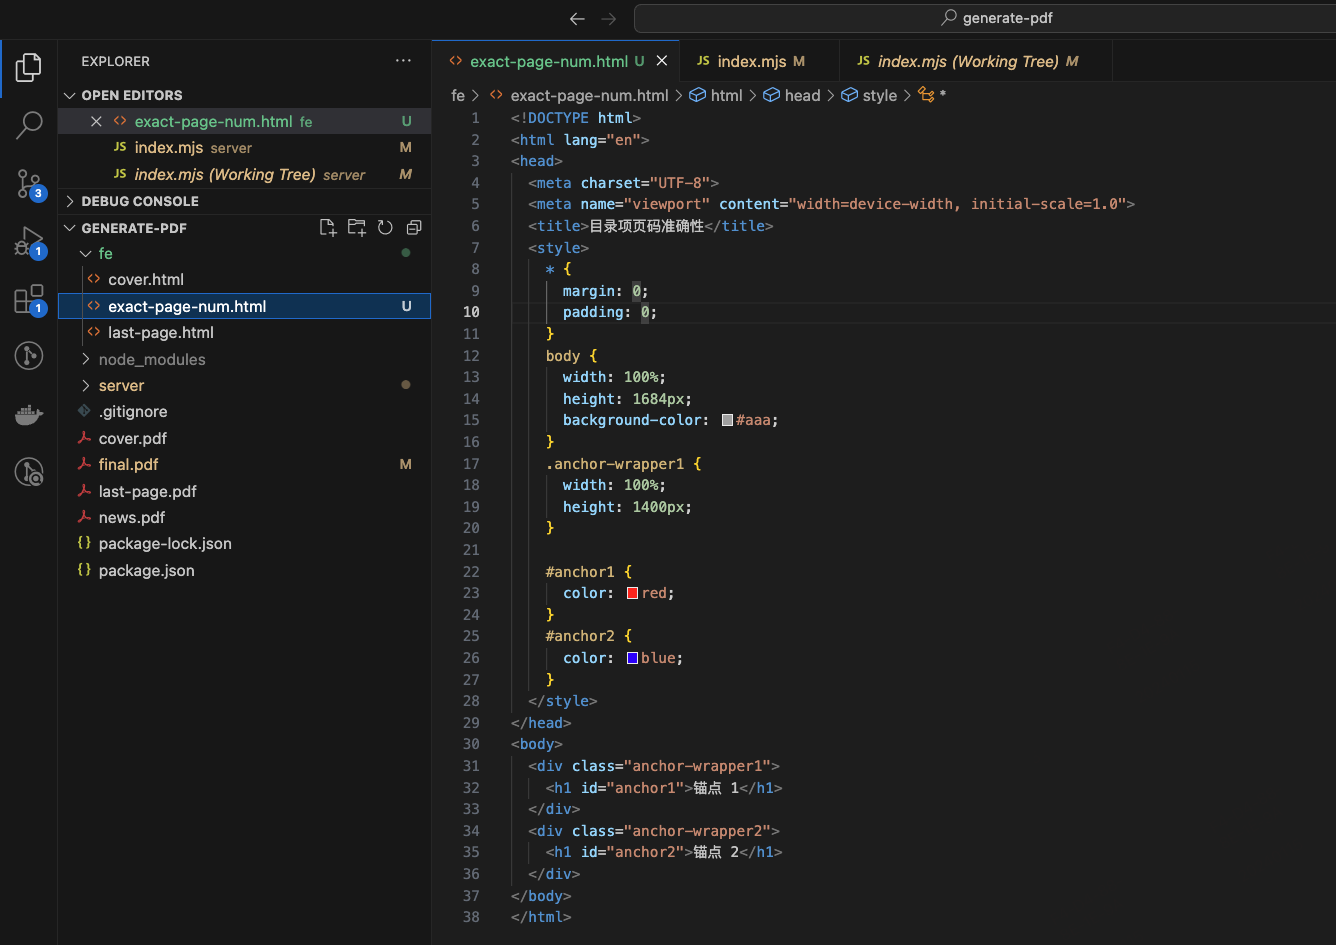 generate-pdf
EXPLORER
OPEN EDITORS
exact-page-num.html fe U
JS index.mjs server M
JS index.mjs (Working Tree) server M
DEBUG CONSOLE
GENERATE-PDF
fe
cover.html
exact-page-num.html U
last-page.html
node_modules
server
.gitignore
cover.pdf
final.pdf M
last-page.pdf
news.pdf
{} package-lock.json
{} package.json
3
1
1
exact-page-num.html U
JS index.mjs M
JS index.mjs (Working Tree) M
fe > exact-page-num.html > html > head > style > *
1 <!DOCTYPE html>
2 <html lang="en">
3 <head>
4 <meta charset="UTF-8">
5 <meta name="viewport" content="width=device-width, initial-scale=1.0">
6 <title>目录项页码准确性</title>
7 <style>
8 * {
9 margin: 0;
10 padding: 0;
11 }
12 body {
13 width: 100%;
14 height: 1684px;
15 background-color: #aaa;
16 }
17 .anchor-wrapper1 {
18 width: 100%;
19 height: 1400px;
20 }
21
22 #anchor1 {
23 color: red;
24 }
25 #anchor2 {
26 color: blue;
27 }
28 </style>
29 </head>
30 <body>
31 <div class="anchor-wrapper1">
32 <h1 id="anchor1">锚点 1</h1>
33 </div>
34 <div class="anchor-wrapper2">
35 <h1 id="anchor2">锚点 2</h1>
36 </div>
37 </body>
38 </html>